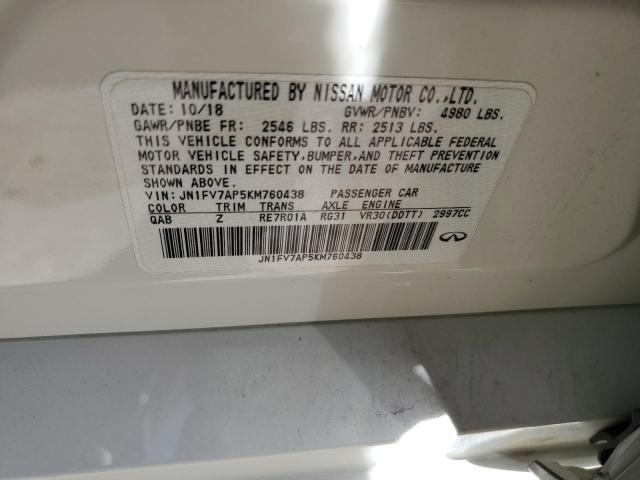 MANUFACTURED BY NISSAN MOTOR CO.,LTD.
DATE: 10/18 GVWR/PNBV: 4980 LBS.
GAWR/PNBE FR: 2546 LBS. RR: 2513 LBS.
THIS VEHICLE CONFORMS TO ALL APPLICABLE FEDERAL
MOTOR VEHICLE SAFETY,BUMPER,AND THEFT PREVENTION
STANDARDS IN EFFECT ON THE DATE OF MANUFACTURE
SHOWN ABOVE.
VIN: JN1FV7AP5KM760438 PASSENGER CAR
COLOR TRIM TRANS AXLE ENGINE
QAB Z RE7R01A RG31 VR30(DDTT) 2997CC
JN1FV7AP5KM760438
INFINITI